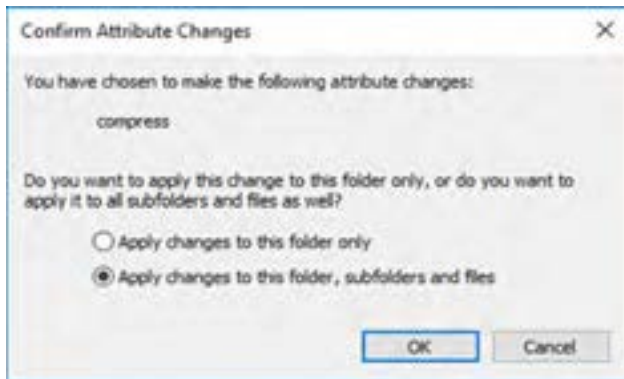 Confirm Attribute Changes
You have chosen to make the following attribute changes:
compress
Do you want to apply this change to this folder only, or do you want to
apply it to all subfolders and files as well?
Apply changes to this folder only
Apply changes to this folder, subfolders and files
OK Cancel